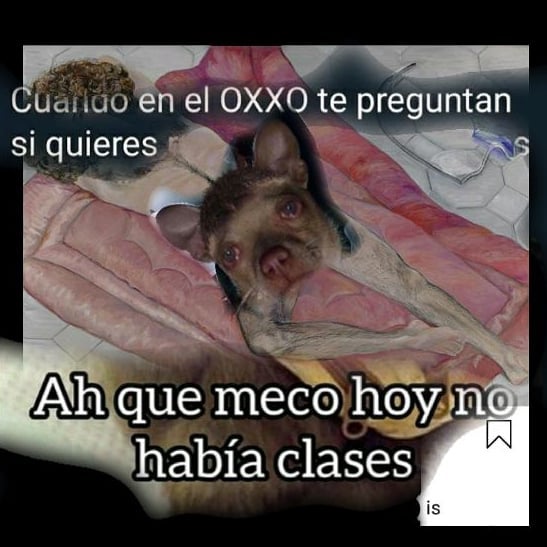 Cuando en el OXXO te preguntan
si quieres
Ah que meco hoy no
había clases
is